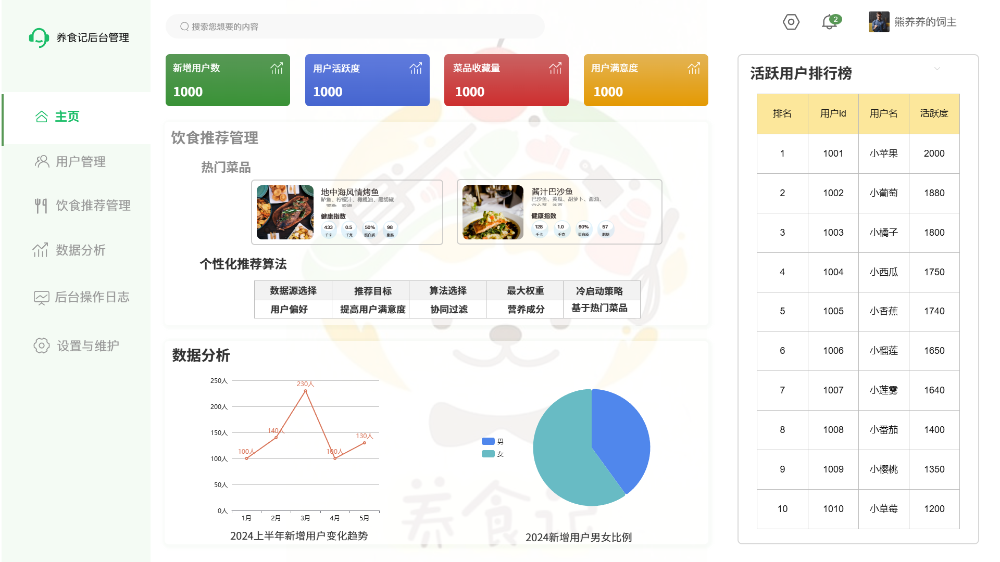 养食记后台管理
搜索您想要的内容
2
熊养养的饲主
主页
用户管理
饮食推荐管理
数据分析
后台操作日志
设置与维护
新增用户数
1000
用户活跃度
1000
菜品收藏量
1000
用户满意度
1000
饮食推荐管理
热门菜品
地中海风情烤鱼
鲈鱼、柠檬汁、橄榄油、黑胡椒
健康指数
433 0.5 50% 98
千卡 千克 蛋白质 脂肪
酱汁巴沙鱼
巴沙鱼、黄瓜、胡萝卜、酱油、
健康指数
128 1.0 60% 57
千卡 千克 蛋白质 脂肪
个性化推荐算法
数据源选择 推荐目标 算法选择 最大权重 冷启动策略
用户偏好 提高用户满意度 协同过滤 营养成分 基于热门菜品
数据分析
250人
200人
150人
100人
50人
0人
100人
140人
230人
100人
130人
1月 2月 3月 4月 5月
2024上半年新增用户变化趋势
男
女
2024新增用户男女比例
养食记
活跃用户排行榜
排名 用户id 用户名 活跃度
1 1001 小苹果 2000
2 1002 小葡萄 1880
3 1003 小橘子 1800
4 1004 小西瓜 1750
5 1005 小香蕉 1740
6 1006 小榴莲 1650
7 1007 小莲雾 1640
8 1008 小番茄 1400
9 1009 小樱桃 1350
10 1010 小草莓 1200